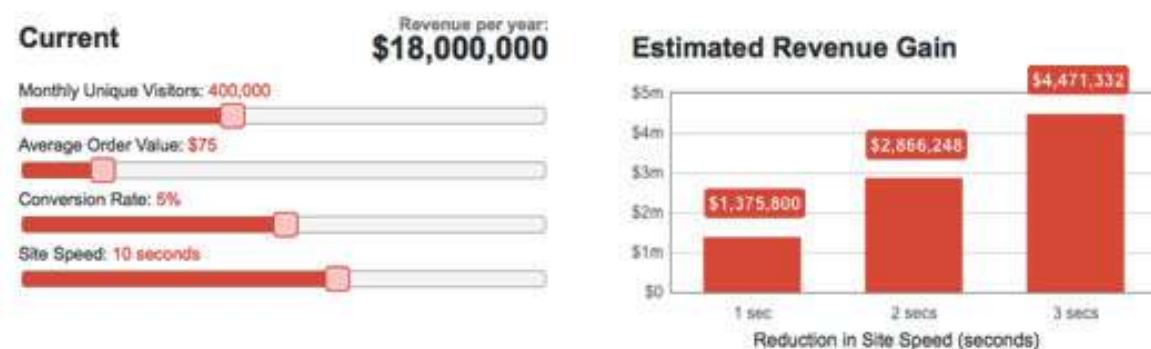 Current
Revenue per year:
$18,000,000
Monthly Unique Visitors: 400,000
Average Order Value: $75
Conversion Rate: 5%
Site Speed: 10 seconds
Estimated Revenue Gain
$5m
$4m
$3m
$2m
$1m
$0
$1,375,800
$2,866,248
$4,471,332
1 sec
2 secs
3 secs
Reduction in Site Speed (seconds)